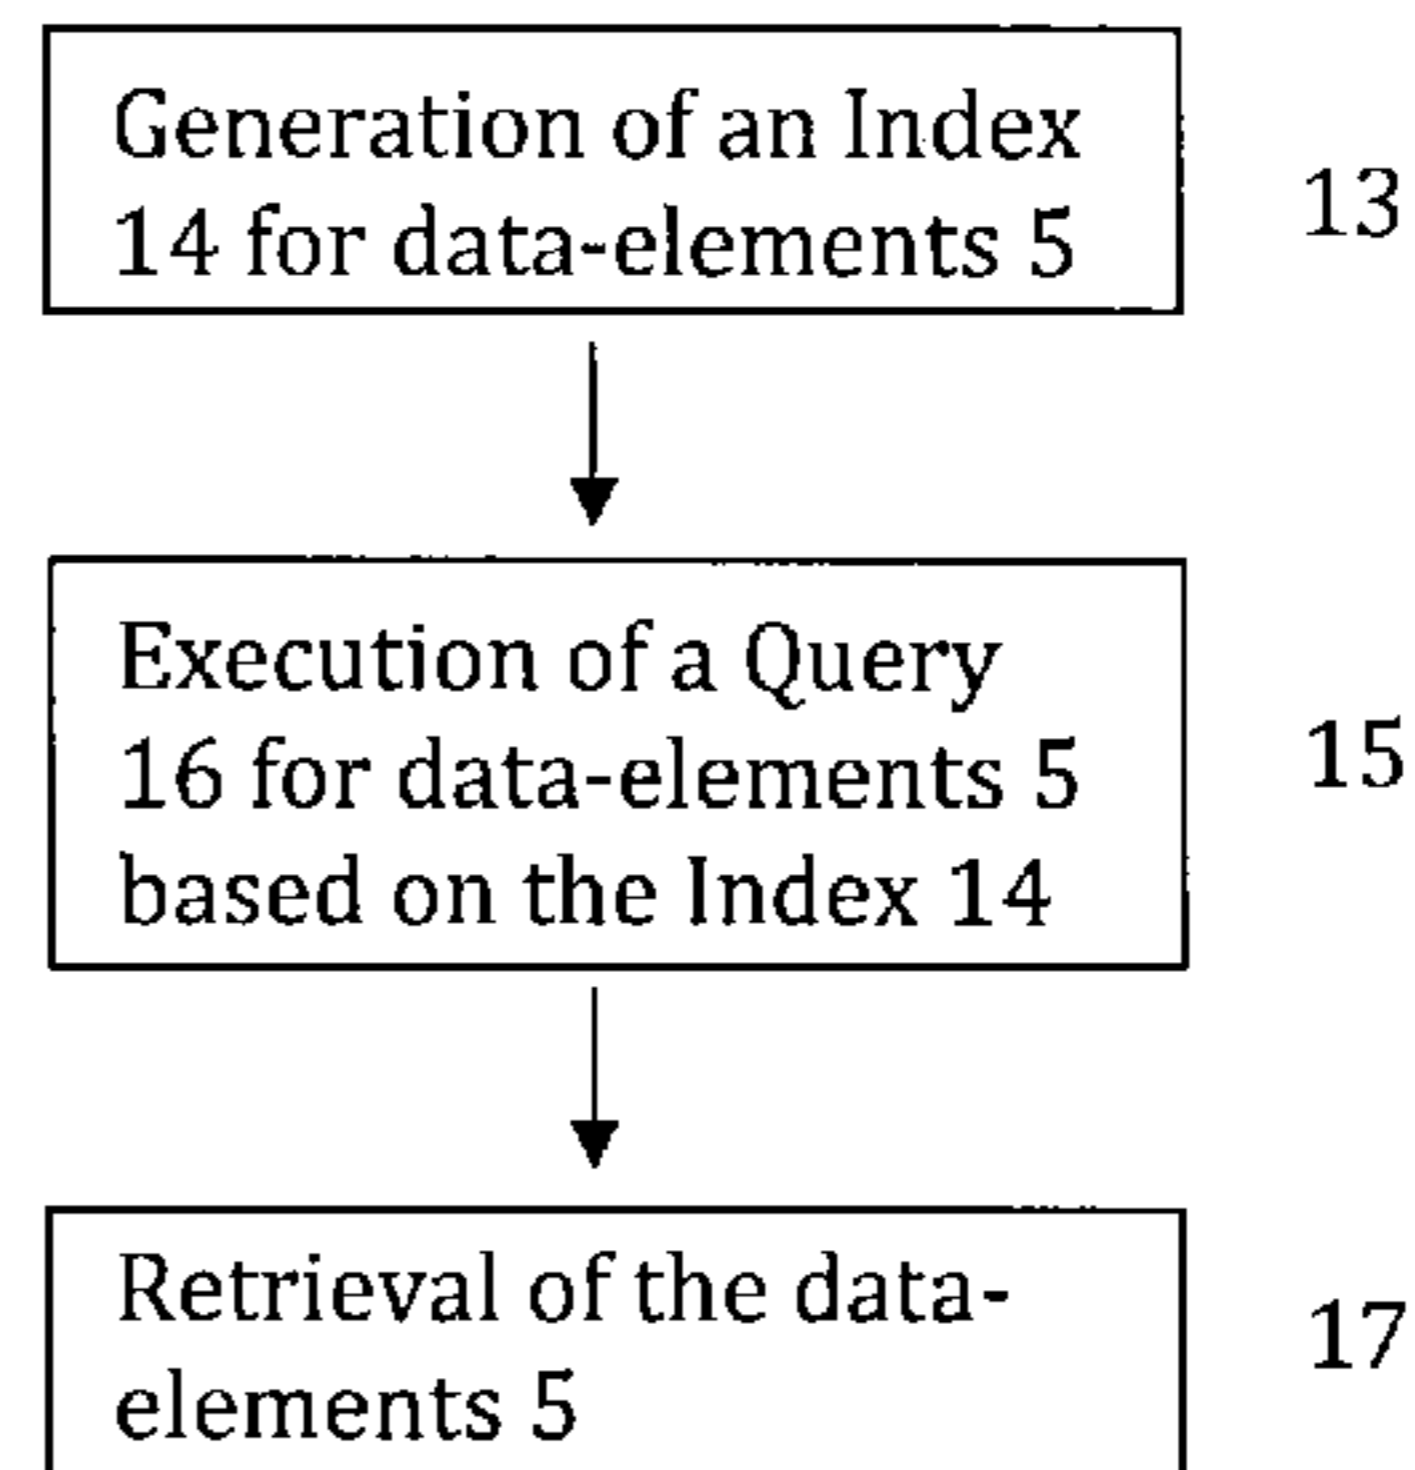 Generation of an Index
14 for data-elements 5
13
Execution of a Query
16 for data-elements 5
based on the Index 14
15
Retrieval of the data-
elements 5
17